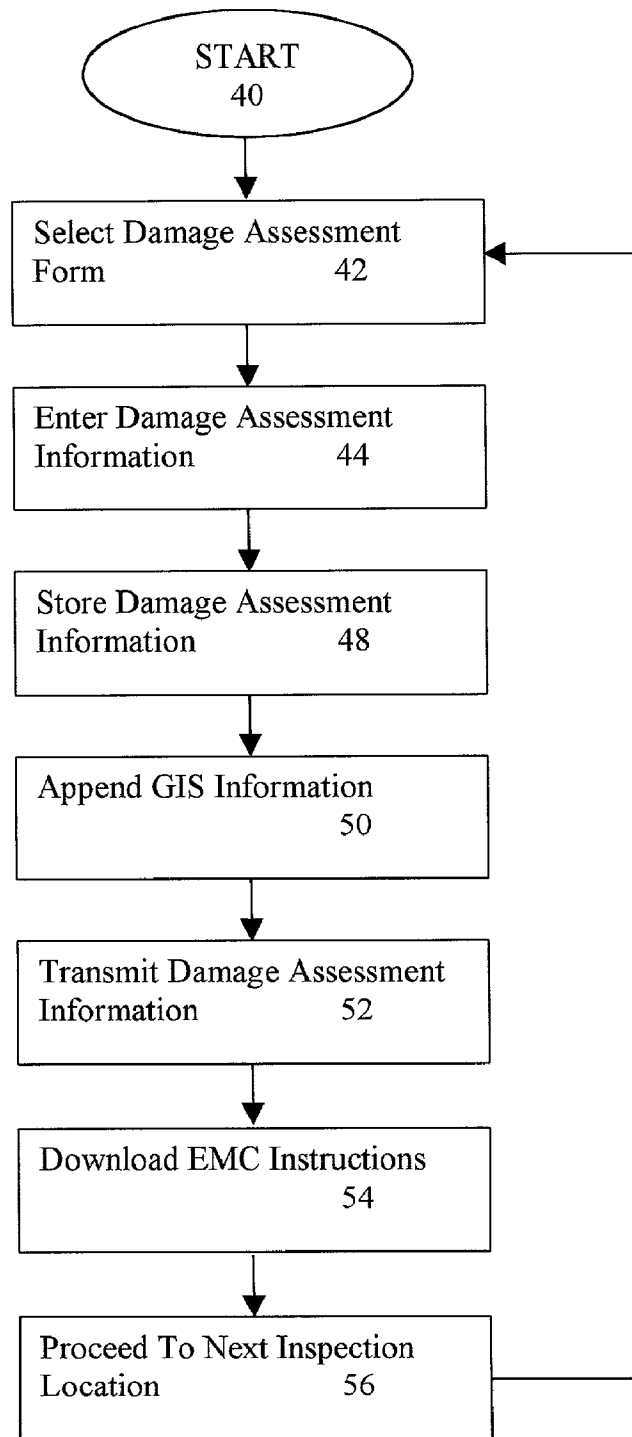 START
40
Select Damage Assessment
Form 42
Enter Damage Assessment
Information 44
Store Damage Assessment
Information 48
Append GIS Information
50
Transmit Damage Assessment
Information 52
Download EMC Instructions
54
Proceed To Next Inspection
Location 56